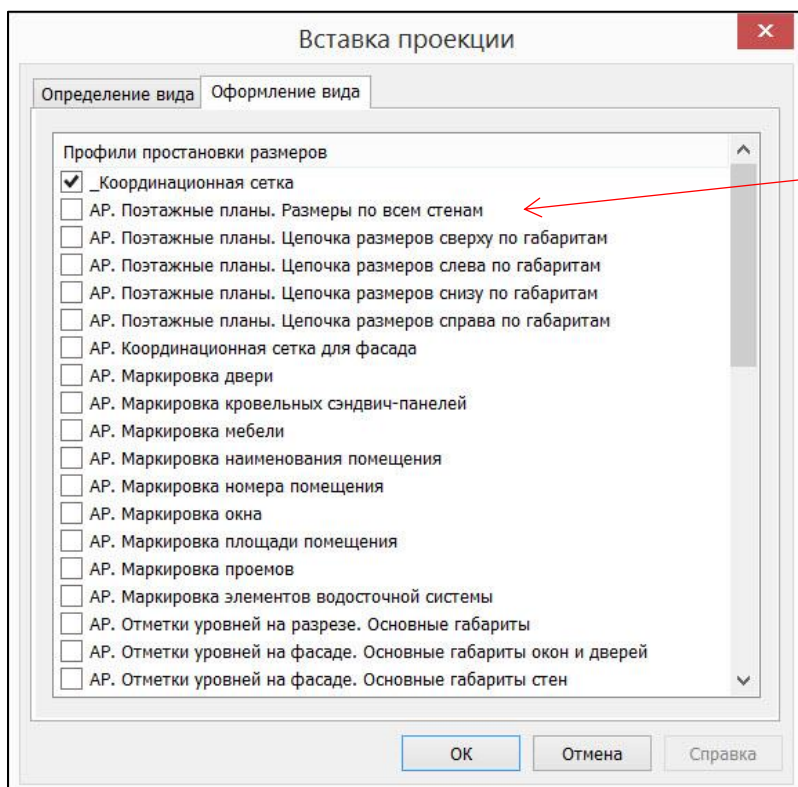 Вставка проекции
Определение вида Оформление вида
Профили простановки размеров
_Координационная сетка
АР. Поэтажные планы. Размеры по всем стенам
АР. Поэтажные планы. Цепочка размеров сверху по габаритам
АР. Поэтажные планы. Цепочка размеров слева по габаритам
АР. Поэтажные планы. Цепочка размеров снизу по габаритам
АР. Поэтажные планы. Цепочка размеров справа по габаритам
АР. Координационная сетка для фасада
АР. Маркировка двери
АР. Маркировка кровельных сэндвич-панелей
АР. Маркировка мебели
АР. Маркировка наименования помещения
АР. Маркировка номера помещения
АР. Маркировка окна
АР. Маркировка площади помещения
АР. Маркировка проемов
АР. Маркировка элементов водосточной системы
АР. Отметки уровней на разрезе. Основные габариты
АР. Отметки уровней на фасаде. Основные габариты окон и дверей
АР. Отметки уровней на фасаде. Основные габариты стен
ОК Отмена Справка